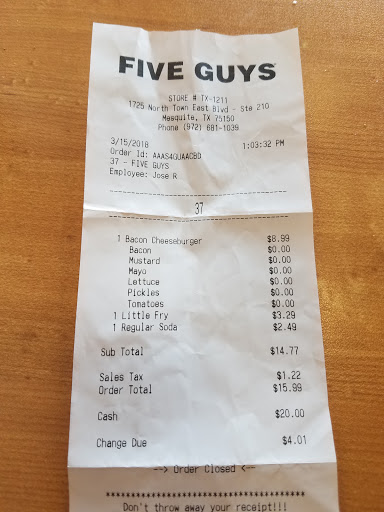 FIVE GUYS
STORE # TX-1211
1725 North Town East Blvd - Ste 210
Mesquite, TX 75150
Phone (972) 681-1039
3/15/2018 1:03:32 PM
Order Id: AAAS4GUAACBD
37 - FIVE GUYS
Employee: Jose R
37
1 Bacon Cheeseburger $8.99
Bacon $0.00
Mustard $0.00
Mayo $0.00
Lettuce $0.00
Pickles $0.00
Tomatoes $0.00
1 Little Fry $3.29
1 Regular Soda $2.49
Sub Total $14.77
Sales Tax $1.22
Order Total $15.99
Cash $20.00
Change Due $4.01
--> Order Closed <--
Don't throw away your receipt!!!